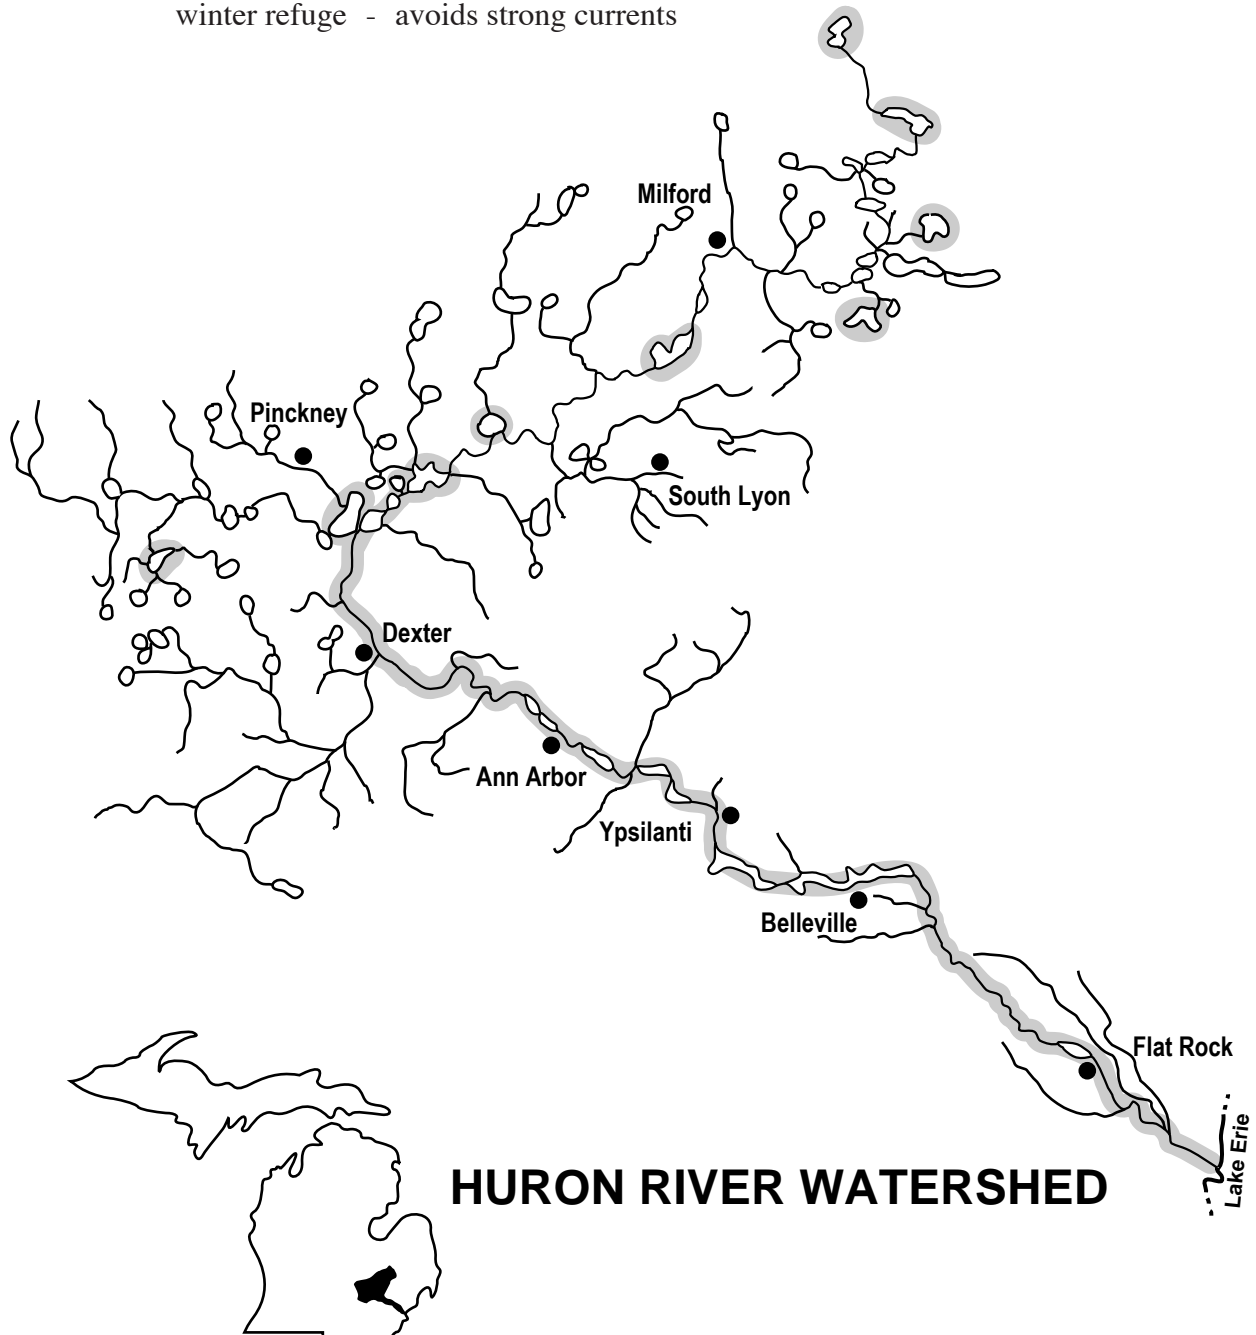 winter refuge - avoids strong currents
Milford
Pinckney
South Lyon
Dexter
Ann Arbor
Ypsilanti
Belleville
Flat Rock
Lake Erie
HURON RIVER WATERSHED